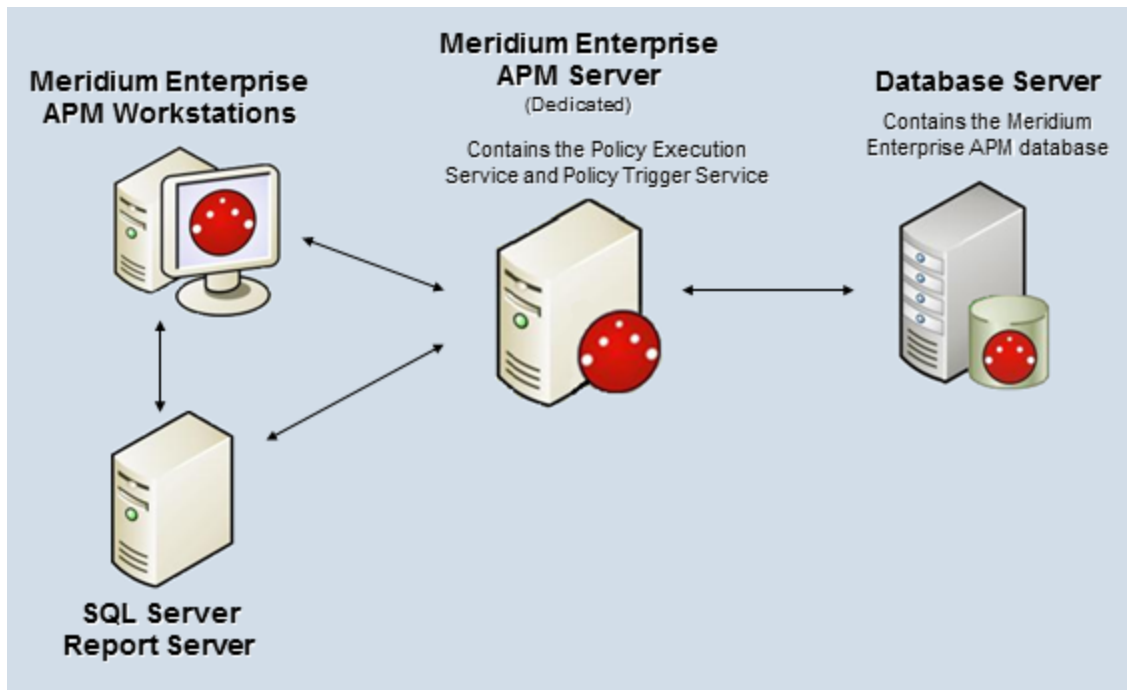 Meridium Enterprise
APM Workstations
Meridium Enterprise
APM Server
(Dedicated)
Contains the Policy Execution
Service and Policy Trigger Service
Database Server
Contains the Meridium
Enterprise APM database
SQL Server
Report Server